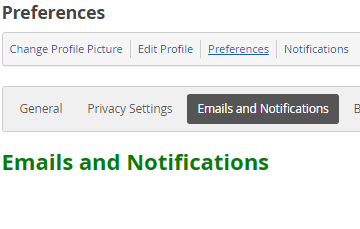 Preferences
Change Profile Picture Edit Profile Preferences Notifications
General Privacy Settings Emails and Notifications
Emails and Notifications